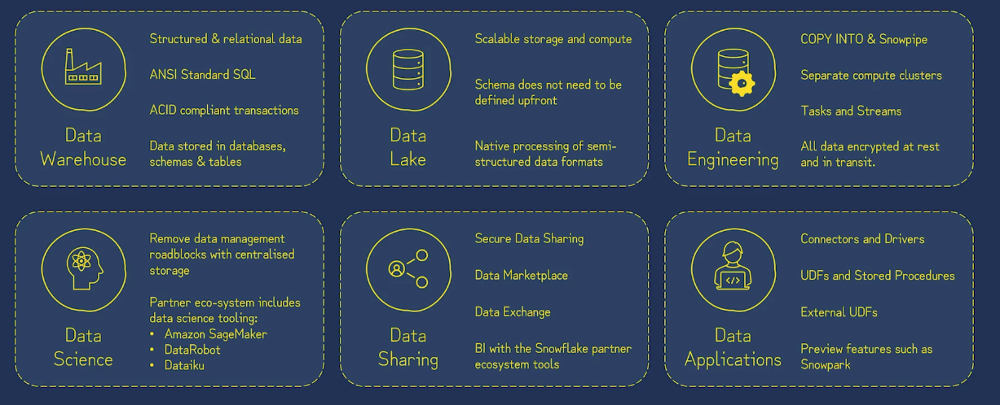 Structured & relational data
ANSI Standard SQL
ACID compliant transactions
Data stored in databases,
schemas & tables
Data
Warehouse
Scalable storage and compute
Schema does not need to be
defined upfront
Native processing of semi-
structured data formats
Data
Lake
COPY INTO & Snowpipe
Separate compute clusters
Tasks and Streams
All data encrypted at rest
and in transit.
Data
Engineering
Remove data management
roadblocks with centralised
storage
Partner eco-system includes
data science tooling:
• Amazon SageMaker
• DataRobot
• Dataiku
Data
Science
Secure Data Sharing
Data Marketplace
Data Exchange
BI with the Snowflake partner
ecosystem tools
Data
Sharing
Connectors and Drivers
UDFs and Stored Procedures
External UDFs
Preview features such as
Snowpark
Data
Applications